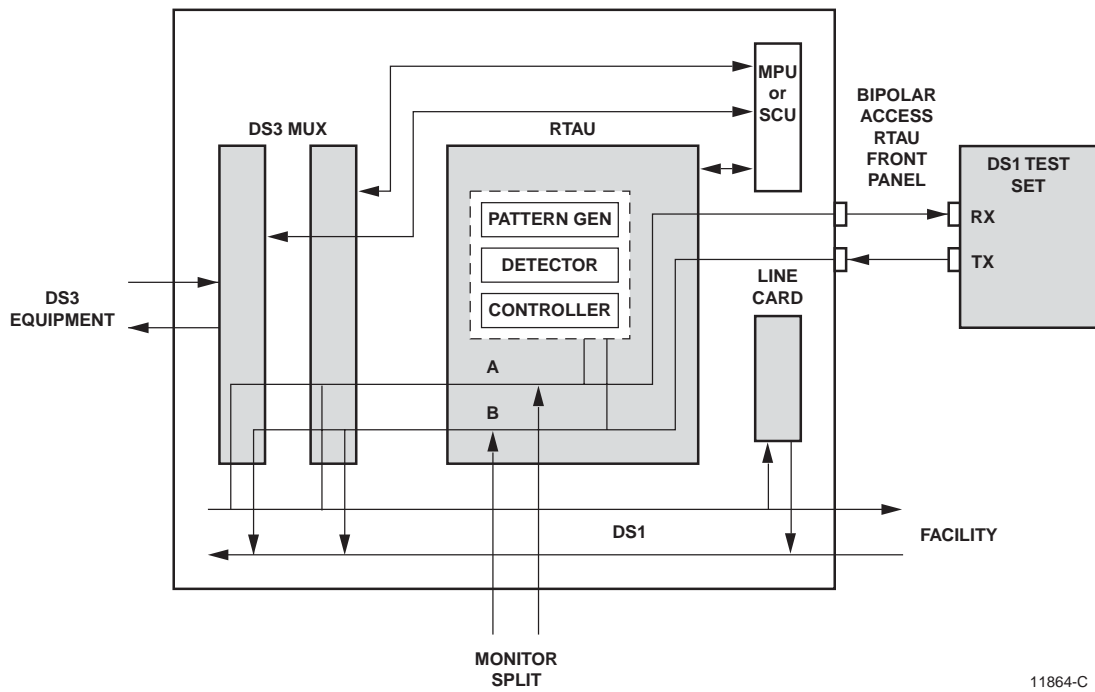 MPU
or
SCU
BIPOLAR
ACCESS
RTAU
FRONT
PANEL
DS3 MUX
RTAU
DS1 TEST
SET
PATTERN GEN
RX
DETECTOR
TX
LINE
CARD
CONTROLLER
DS3
EQUIPMENT
A
B
DS1
FACILITY
MONITOR
SPLIT
11864-C